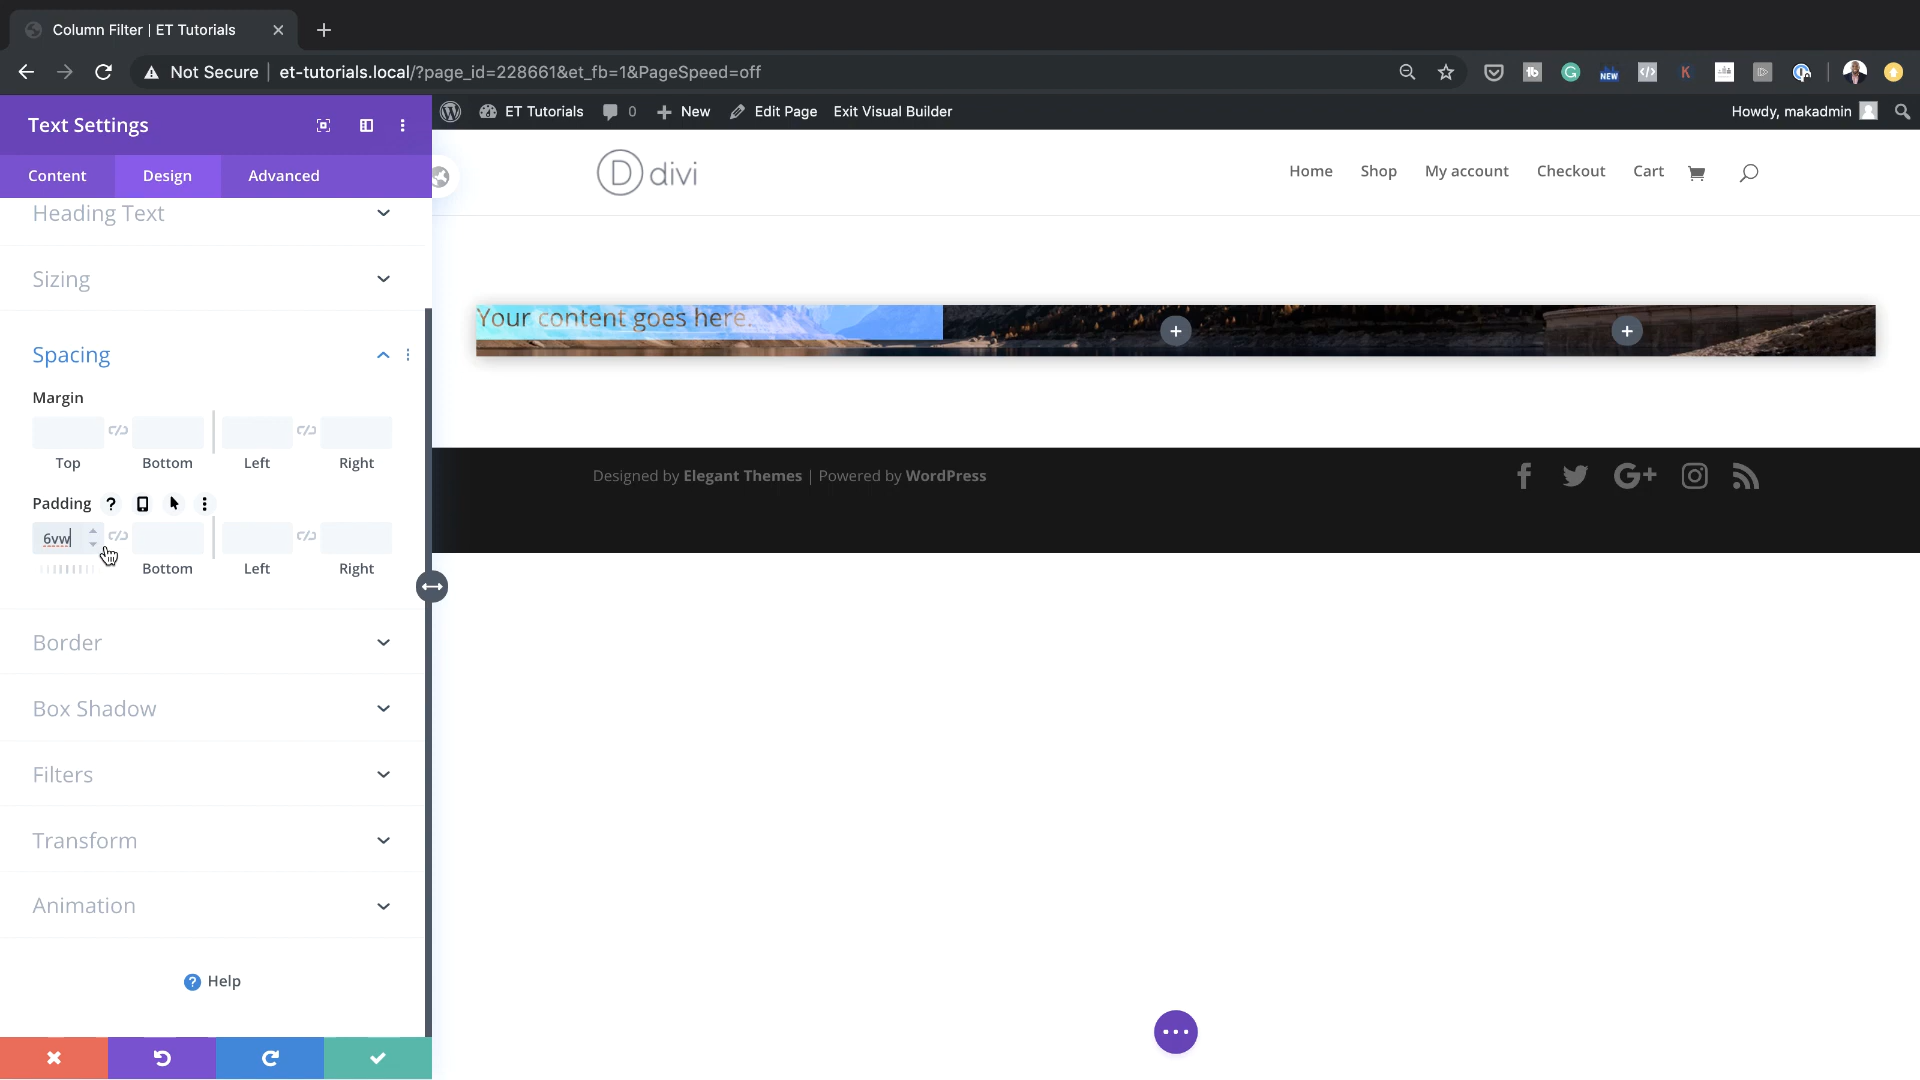 Column Filter | ET Tutorials
Not Secure | et-tutorials.local/?page_id=228661&et_fb=1&PageSpeed=off
NEW
K
Text Settings
ET Tutorials 0 New Edit Page Exit Visual Builder
Howdy, makadmin
Content Design Advanced
divi
Home Shop My account Checkout Cart
Heading Text
Sizing
Your content goes here.
Spacing
Margin
Top Bottom Left Right
Padding ?
6vw
Bottom Left Right
Designed by Elegant Themes | Powered by WordPress
Border
Box Shadow
Filters
Transform
Animation
? Help